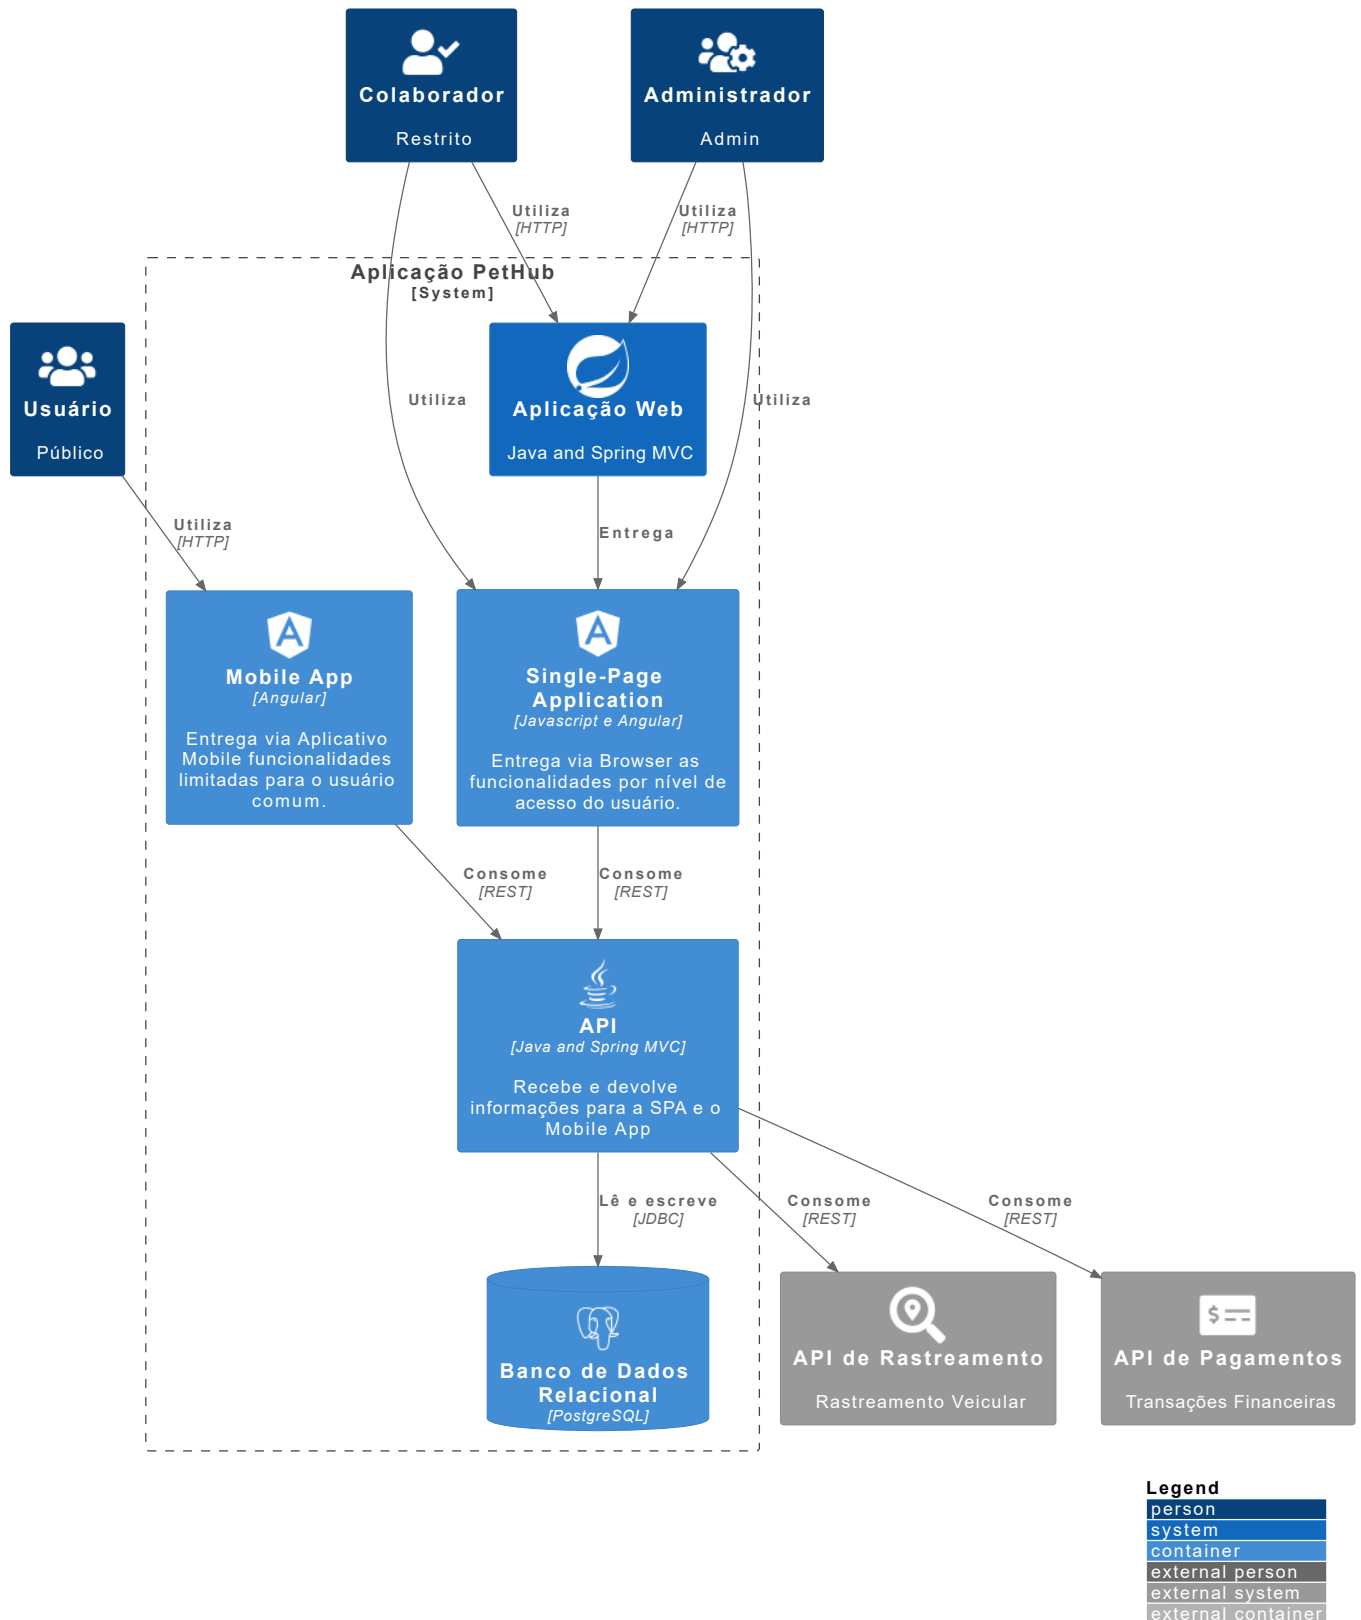 Colaborador
Restrito
Administrador
Admin
Utiliza
[HTTP]
Utiliza
[HTTP]
Aplicação PetHub
[System]
Usuário
Público
Utiliza
Aplicação Web
Java and Spring MVC
Utiliza
Utiliza
[HTTP]
Entrega
Mobile App
[Angular]
Entrega via Aplicativo
Mobile funcionalidades
limitadas para o usuário
comum.
Single-Page
Application
[Javascript e Angular]
Entrega via Browser as
funcionalidades por nível de
acesso do usuário.
Consome
[REST]
Consome
[REST]
API
[Java and Spring MVC]
Recebe e devolve
informações para a SPA e o
Mobile App
Lê e escreve
[JDBC]
Consome
[REST]
Consome
[REST]
Banco de Dados
Relacional
[PostgreSQL]
API de Rastreamento
Rastreamento Veicular
API de Pagamentos
Transações Financeiras
Legend
person
system
container
external person
external system
external container